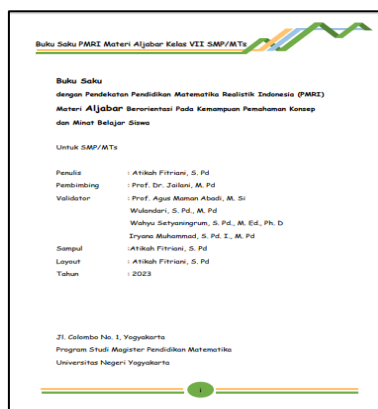 Buku Saku PMRI Materi Aljabar Kelas VII SMP/MTs
Buku Saku
dengan Pendekatan Pendidikan Matematika Realistik Indonesia (PMRI)
Materi Aljabar Berorientasi Pada Kemampuan Pemahaman Konsep
dan Minat Belajar Siswa
Untuk SMP/MTs
Penulis : Atikah Fitriani, S. Pd
Pembimbing : Prof. Dr. Jailani, M. Pd
Validator : Prof. Agus Maman Abadi, M. Si
Wulandari, S. Pd., M. Pd
Wahyu Setyaningrum, S. Pd., M. Ed., Ph. D
Iryana Muhammad, S. Pd. I., M. Pd
Sampul :Atikah Fitriani, S. Pd
Layout : Atikah Fitriani, S. Pd
Tahun : 2023
Jl. Colombo No. 1, Yogyakarta
Program Studi Magister Pendidikan Matematika
Universitas Negeri Yogyakarta
i